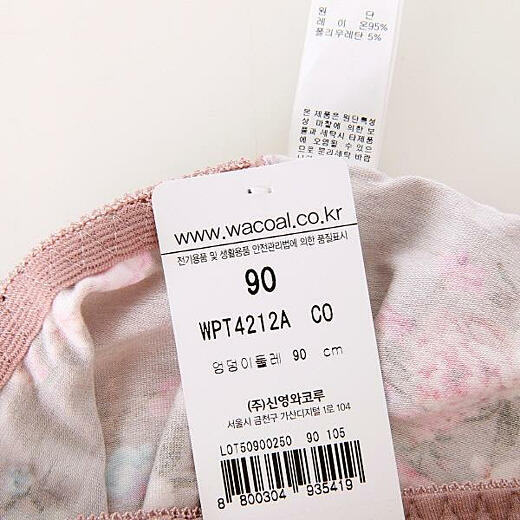 원 단
레 이 온95%
폴리우레탄 5%
온 제품은 원단특성
상 마찰에 의한 보
풀과 세탁시 타제품
에 오염될 수 있으
므로 분리세탁 바랍
www.wacoal.co.kr
전기용품 및 생활용품 안전관리법에 의한 품질표시
90
WPT4212A CO
엉덩이둘레 90 cm
(주)신영와코루
서울시 금천구 가산디지털 1로 104
LOT50900250 90 105
8 800304 935419